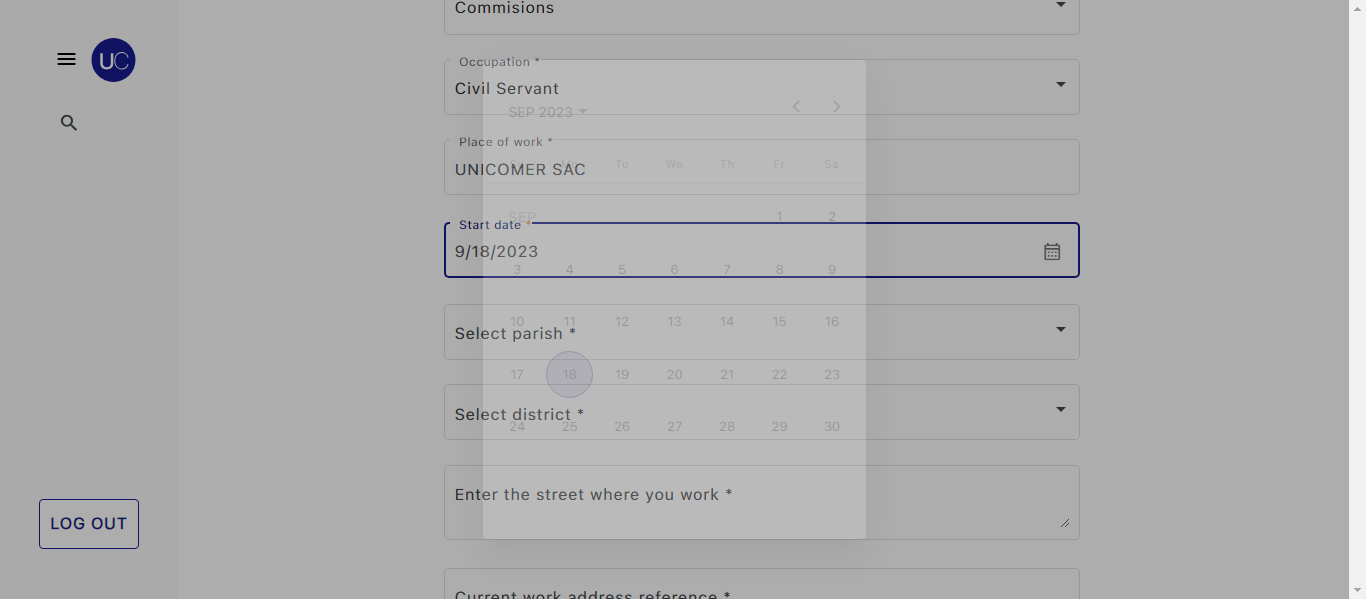 Commisions
UC
Occupation *
Civil Servant
SEP 2023
Place of work *
UNICOMER SAC
Su Mo Tu We Th Fr Sa
SEP 1 2
Start date *
9/18/2023
3 4 5 6 7 8 9
10 11 12 13 14 15 16
Select parish *
17 18 19 20 21 22 23
Select district *
24 25 26 27 28 29 30
Enter the street where you work *
LOG OUT
Current work address reference *